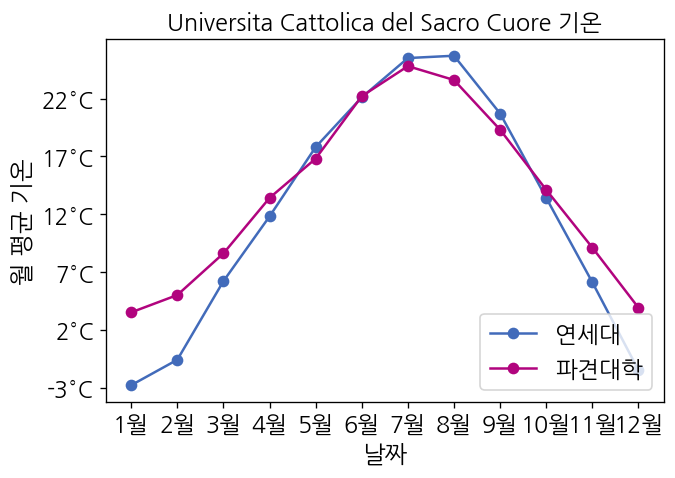 Universita Cattolica del Sacro Cuore 기온
월 평균 기온
22°C
17°C
12°C
7°C
2°C
-3°C
연세대
파견대학
1월 2월 3월 4월 5월 6월 7월 8월 9월 10월 11월 12월
날짜